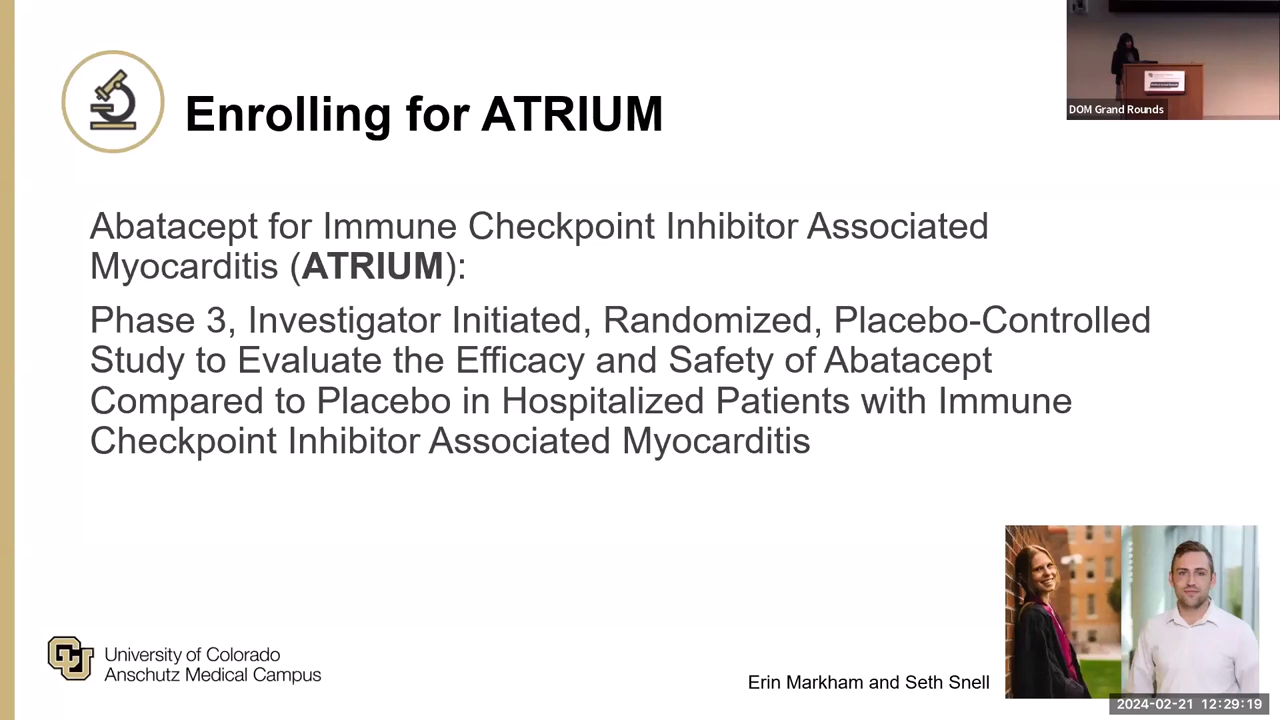 Enrolling for ATRIUM
DOM Grand Rounds
Abatacept for Immune Checkpoint Inhibitor Associated
Myocarditis (ATRIUM):
Phase 3, Investigator Initiated, Randomized, Placebo-Controlled
Study to Evaluate the Efficacy and Safety of Abatacept
Compared to Placebo in Hospitalized Patients with Immune
Checkpoint Inhibitor Associated Myocarditis
University of Colorado
Anschutz Medical Campus
Erin Markham and Seth Snell
2024-02-21 12:29:19